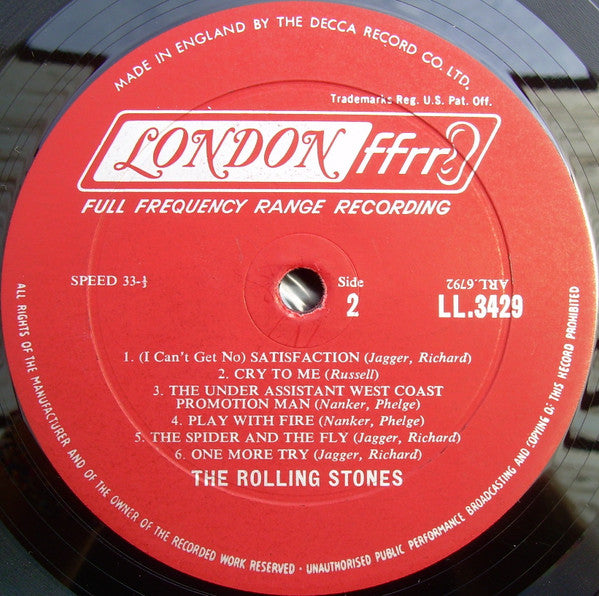 MADE IN ENGLAND BY THE DECCA RECORD CO. LTD.
Trademarks Reg. U.S. Pat. Off.
LONDON ffrr
FULL FREQUENCY RANGE RECORDING
SPEED 33-⅓
Side
2
ARL.6792
LL.3429
1. (I Can't Get No) SATISFACTION (Jagger, Richard)
2. CRY TO ME (Russell)
3. THE UNDER ASSISTANT WEST COAST
PROMOTION MAN (Nanker, Phelge)
4. PLAY WITH FIRE (Nanker, Phelge)
5. THE SPIDER AND THE FLY (Jagger, Richard)
6. ONE MORE TRY (Jagger, Richard)
THE ROLLING STONES
ALL RIGHTS OF THE MANUFACTURER AND OF THE OWNER OF THE RECORDED WORK RESERVED · UNAUTHORISED PUBLIC PERFORMANCE BROADCASTING AND COPYING OF THIS RECORD PROHIBITED